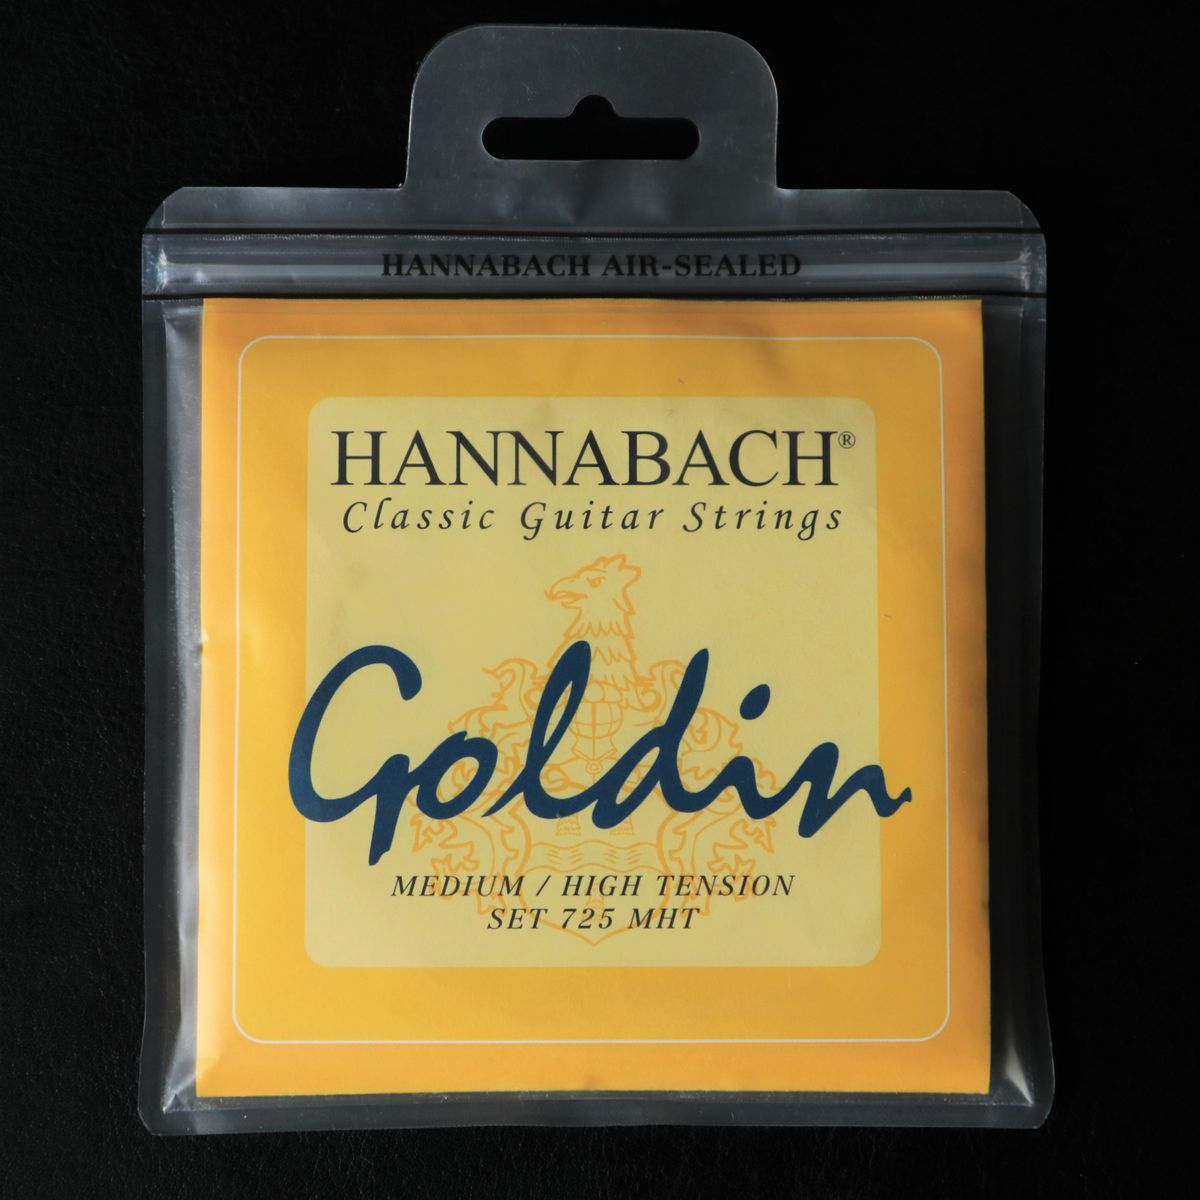 HANNABACH AIR-SEALED
HANNABACH®
Classic Guitar Strings
Goldin
MEDIUM / HIGH TENSION
SET 725 MHT